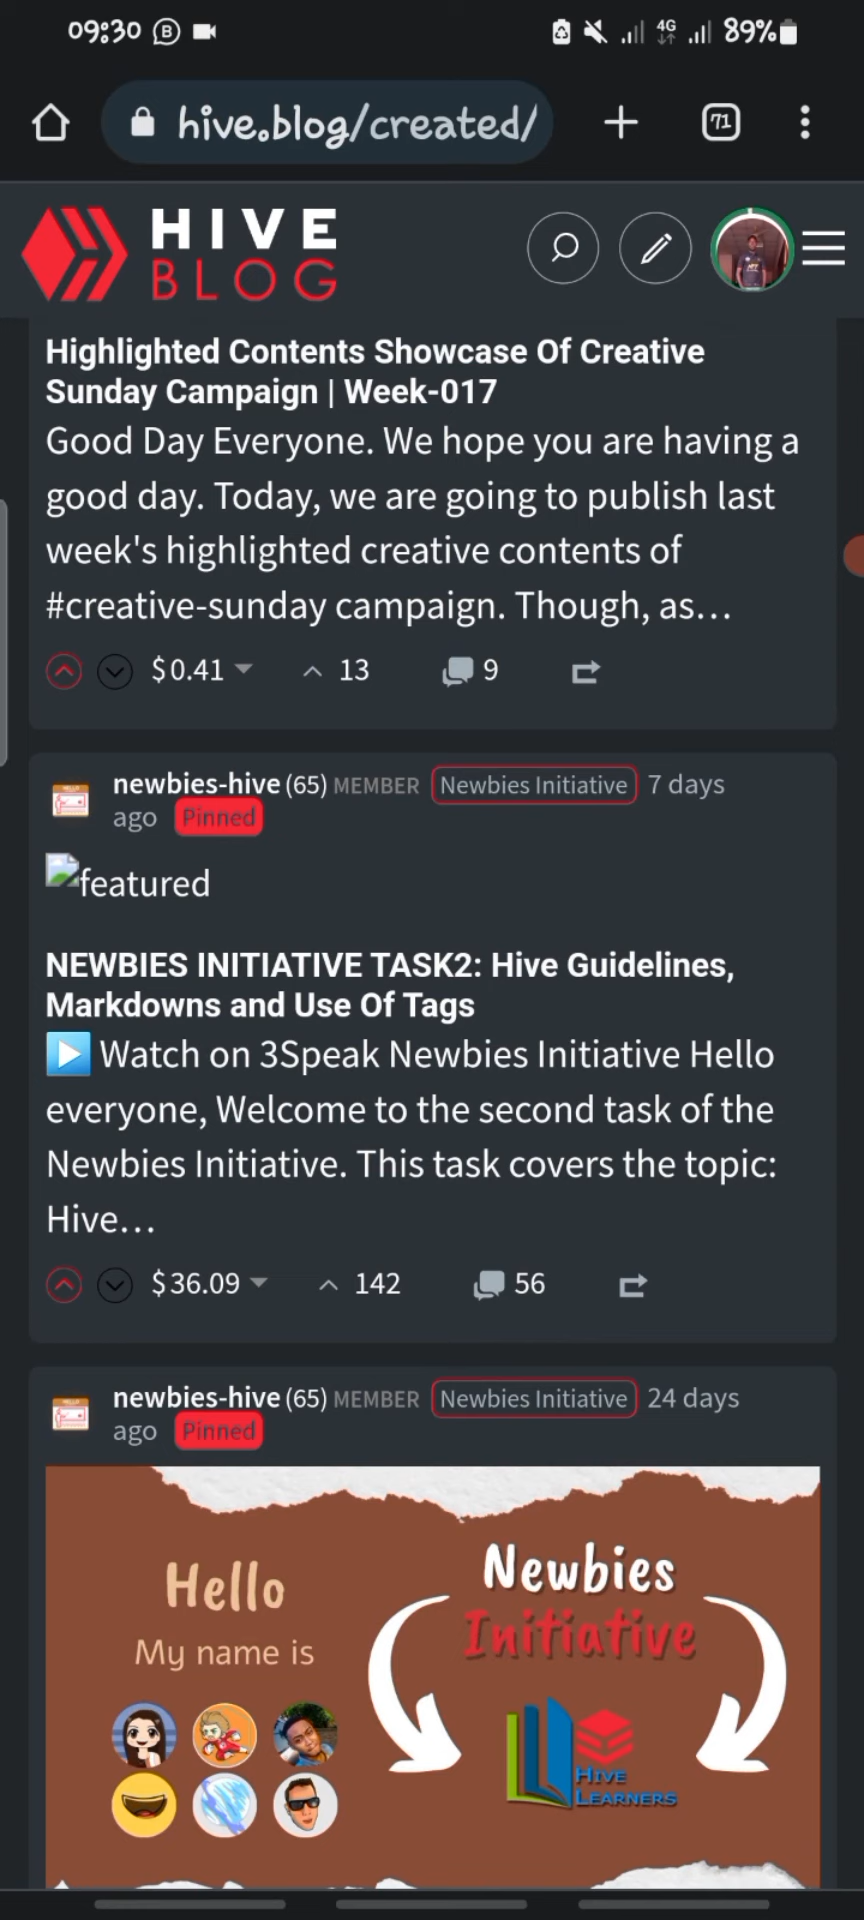 09:30 B 4G 89%
hive.blog/created/ 71
HIVE
BLOG
Highlighted Contents Showcase Of Creative
Sunday Campaign | Week-017
Good Day Everyone. We hope you are having a
good day. Today, we are going to publish last
week's highlighted creative contents of
#creative-sunday campaign. Though, as...
$0.41 13 9
newbies-hive (65) MEMBER Newbies Initiative 7 days
ago Pinned
featured
NEWBIES INITIATIVE TASK2: Hive Guidelines,
Markdowns and Use Of Tags
Watch on 3Speak Newbies Initiative Hello
everyone, Welcome to the second task of the
Newbies Initiative. This task covers the topic:
Hive...
$36.09 142 56
newbies-hive (65) MEMBER Newbies Initiative 24 days
ago Pinned
Hello
My name is
Newbies
Initiative
HIVE
LEARNERS